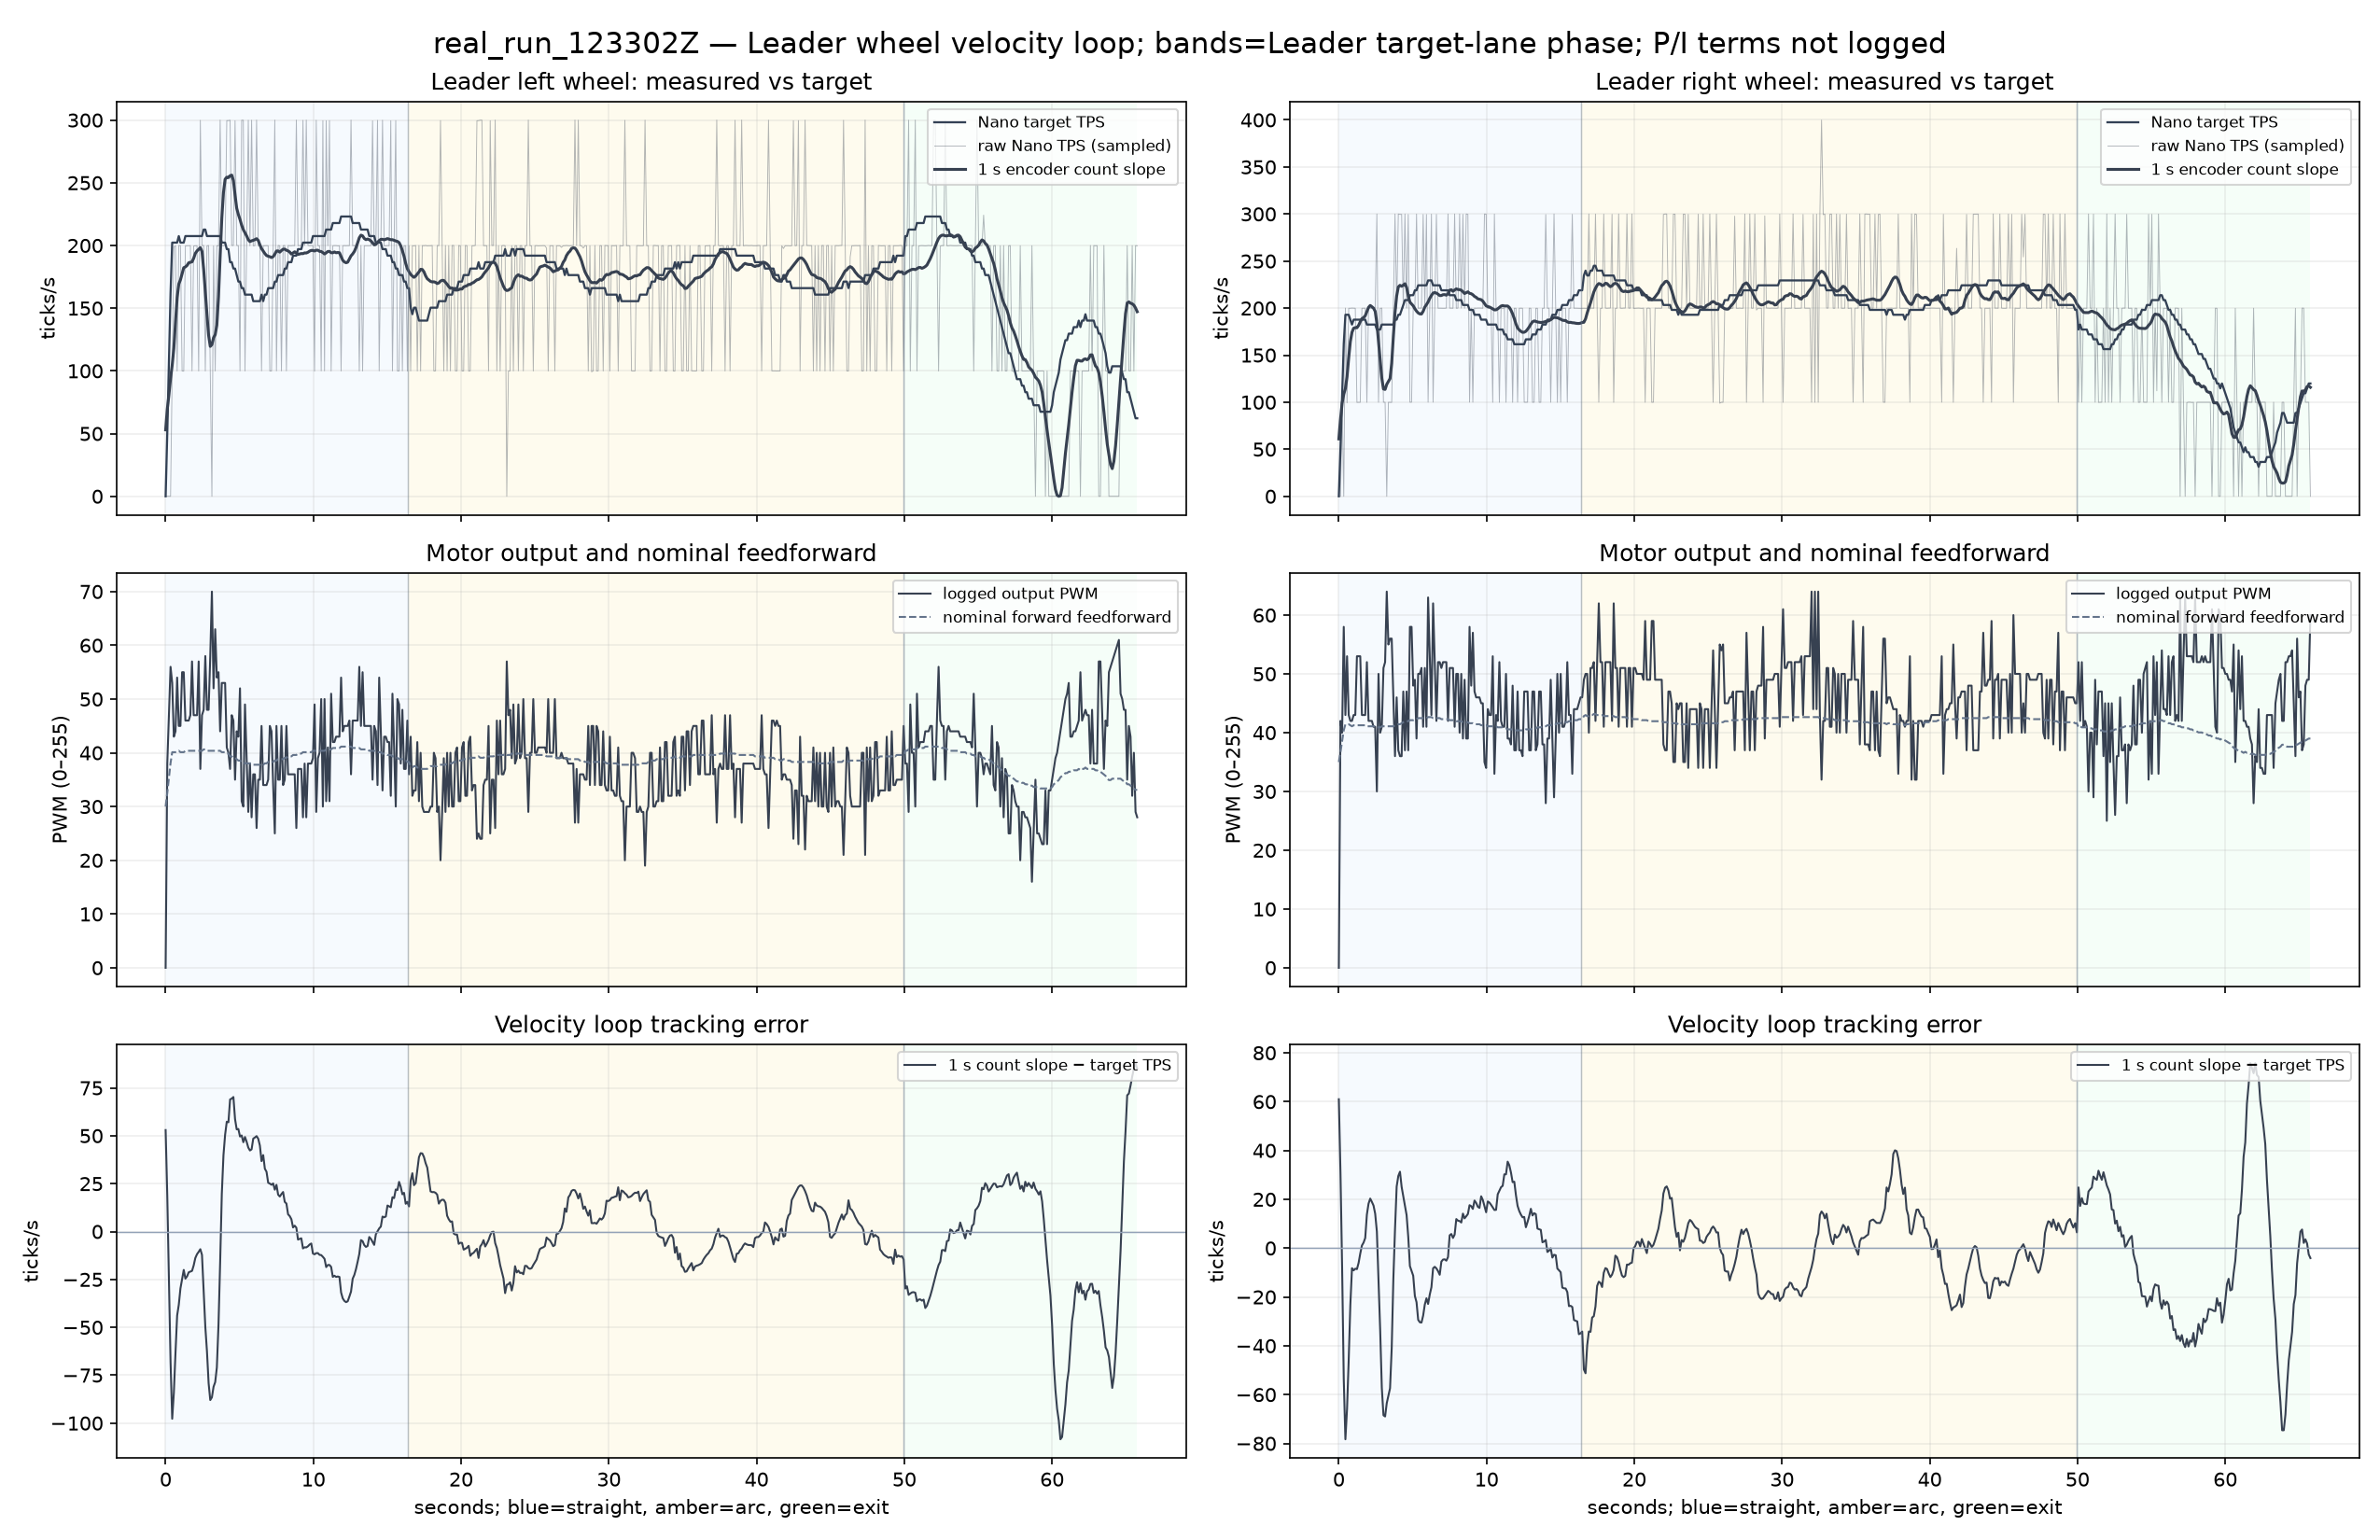 real_run_123302Z — Leader wheel velocity loop; bands=Leader target-lane phase; P/I terms not logged
Leader left wheel: measured vs target
300
250
200
150
100
50
0
ticks/s
Nano target TPS
raw Nano TPS (sampled)
1 s encoder count slope
Leader right wheel: measured vs target
400
350
300
250
200
150
100
50
0
ticks/s
Nano target TPS
raw Nano TPS (sampled)
1 s encoder count slope
Motor output and nominal feedforward
70
60
50
40
30
20
10
0
PWM (0–255)
logged output PWM
nominal forward feedforward
Motor output and nominal feedforward
60
50
40
30
20
10
0
PWM (0–255)
logged output PWM
nominal forward feedforward
Velocity loop tracking error
75
50
25
0
−25
−50
−75
−100
ticks/s
1 s count slope − target TPS
0 10 20 30 40 50 60
seconds; blue=straight, amber=arc, green=exit
Velocity loop tracking error
80
60
40
20
0
−20
−40
−60
−80
ticks/s
1 s count slope − target TPS
0 10 20 30 40 50 60
seconds; blue=straight, amber=arc, green=exit